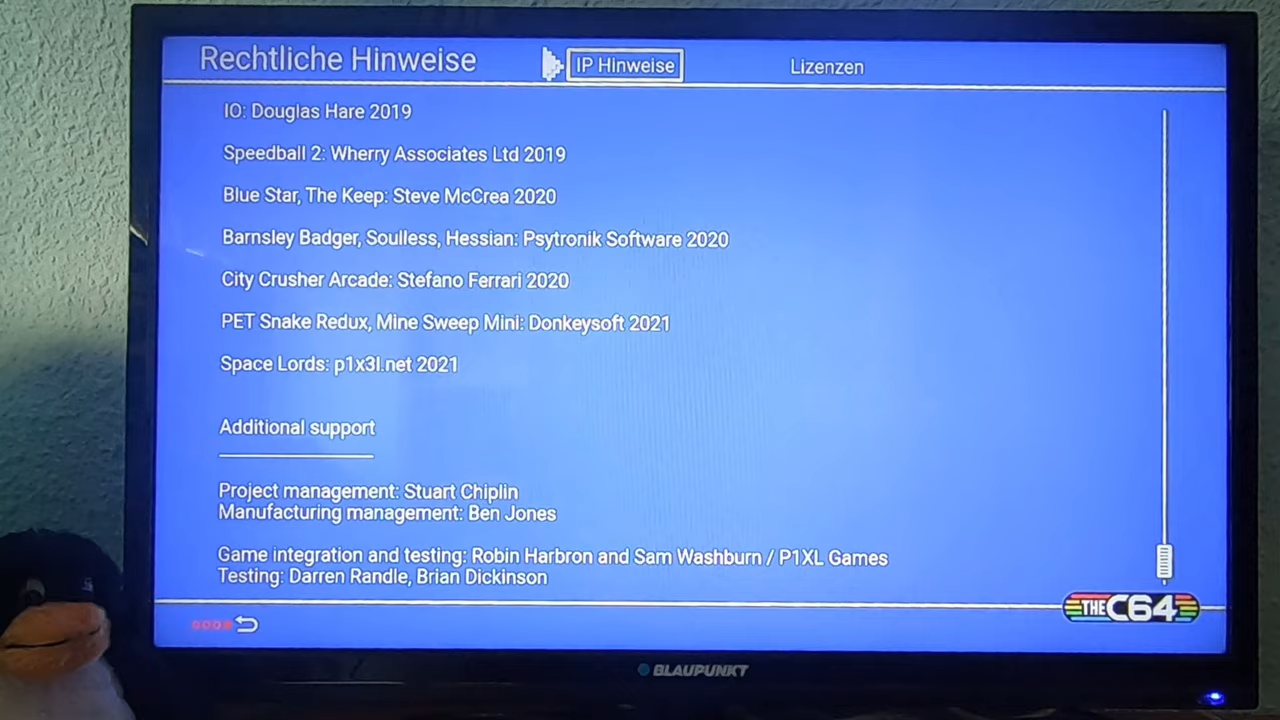 Rechtliche Hinweise
IP Hinweise
Lizenzen
IO: Douglas Hare 2019
Speedball 2: Wherry Associates Ltd 2019
Blue Star, The Keep: Steve McCrea 2020
Barnsley Badger, Soulless, Hessian: Psytronik Software 2020
City Crusher Arcade: Stefano Ferrari 2020
PET Snake Redux, Mine Sweep Mini: Donkeysoft 2021
Space Lords: p1x3l.net 2021
Additional support
Project management: Stuart Chiplin
Manufacturing management: Ben Jones
Game integration and testing: Robin Harbron and Sam Washburn / P1XL Games
Testing: Darren Randle, Brian Dickinson
THEC64
BLAUPUNKT